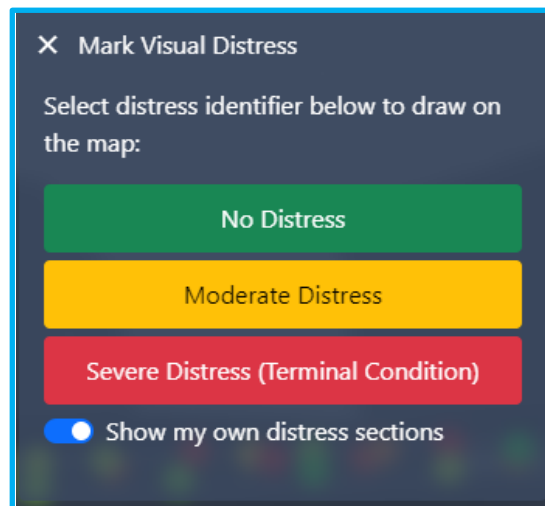 Mark Visual Distress
Select distress identifier below to draw on
the map:
No Distress
Moderate Distress
Severe Distress (Terminal Condition)
Show my own distress sections